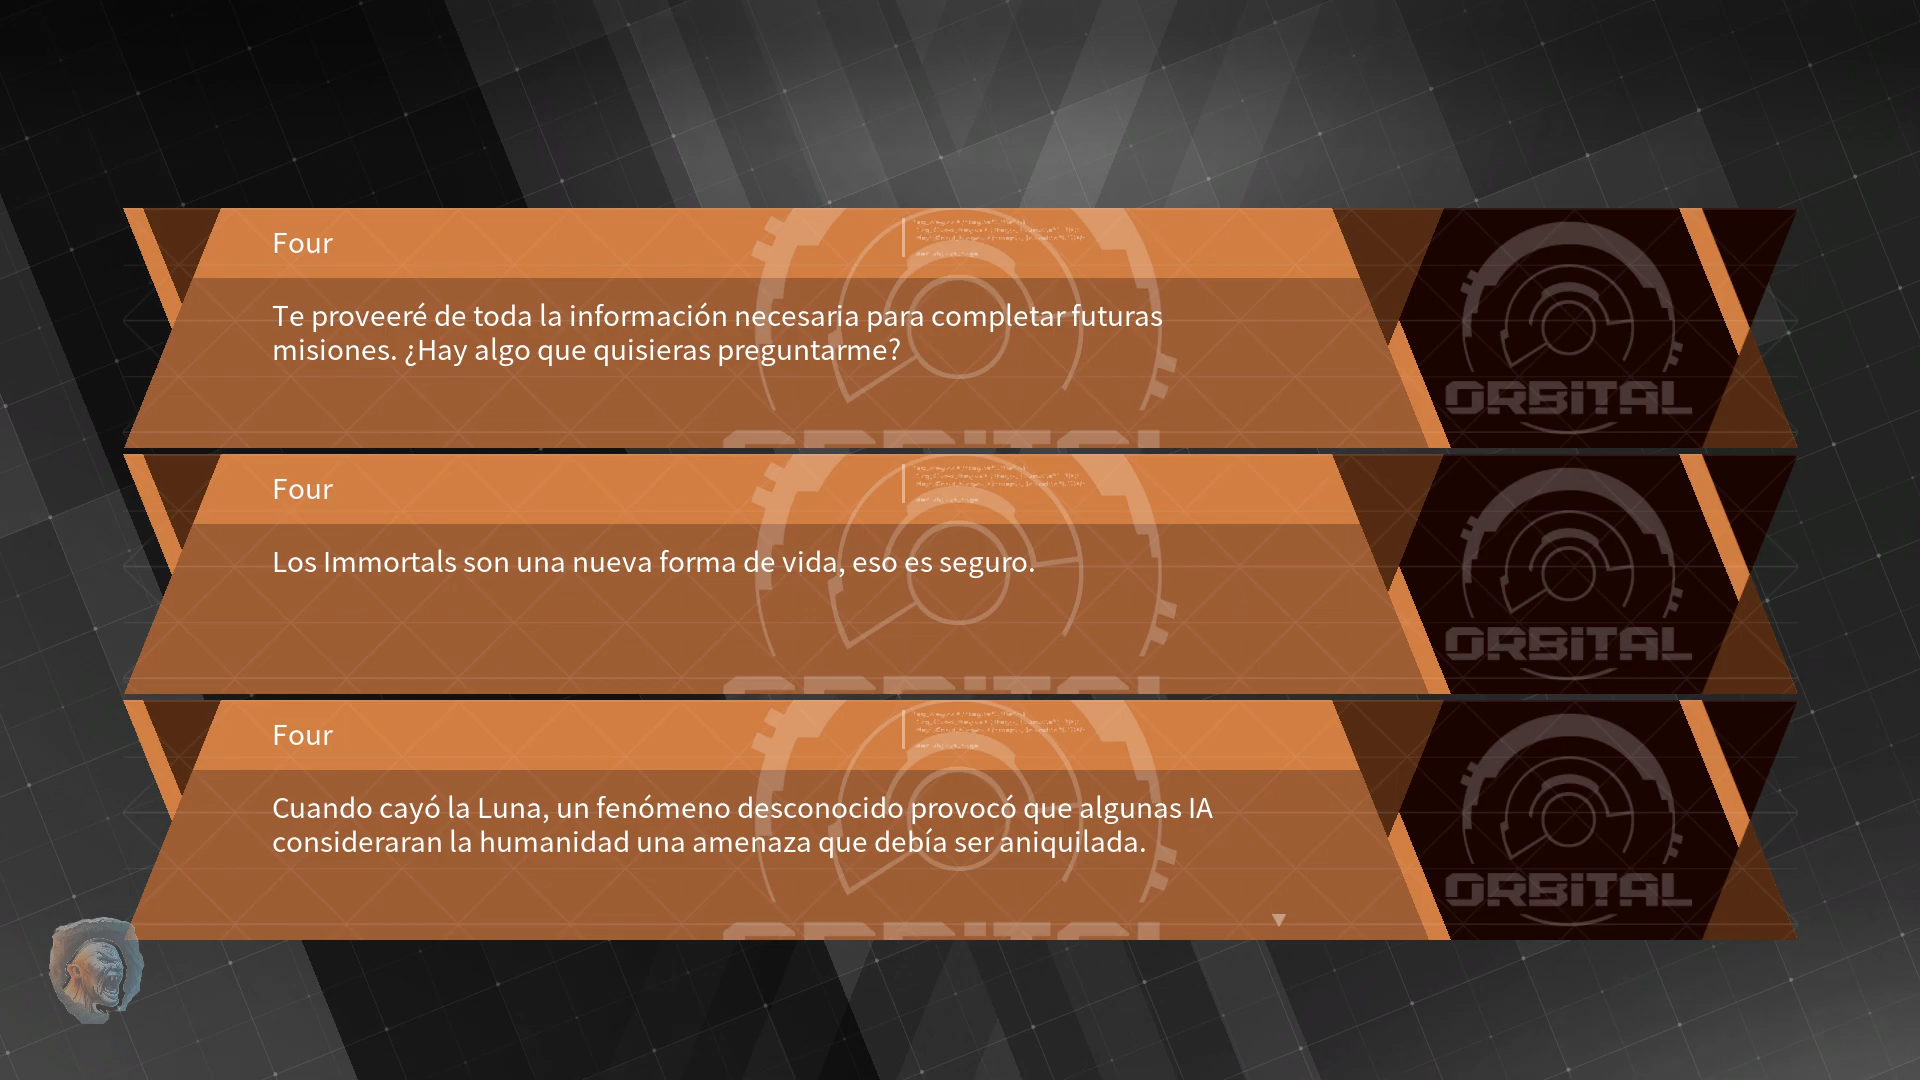 Four
Te proveeré de toda la información necesaria para completar futuras
misiones. ¿Hay algo que quisieras preguntarme?
ORBITAL
Four
Los Immortals son una nueva forma de vida, eso es seguro.
ORBITAL
Four
Cuando cayó la Luna, un fenómeno desconocido provocó que algunas IA
consideraran la humanidad una amenaza que debía ser aniquilada.
ORBITAL